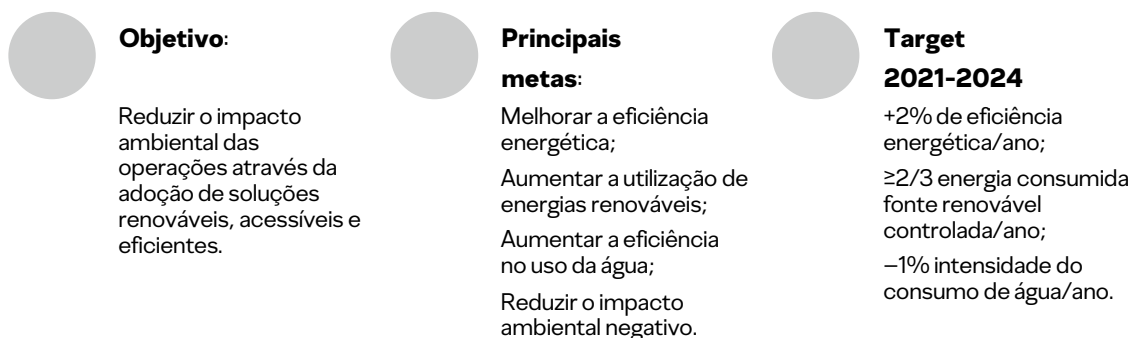 Objetivo:
Reduzir o impacto
ambiental das
operações através da
adoção de soluções
renováveis, acessíveis e
eficientes.
Principais
metas:
Melhorar a eficiência
energética;
Aumentar a utilização de
energias renováveis;
Aumentar a eficiência
no uso da água;
Reduzir o impacto
ambiental negativo.
Target
2021-2024
+2% de eficiência
energética/ano;
≥2/3 energia consumida
fonte renovável
controlada/ano;
–1% intensidade do
consumo de água/ano.